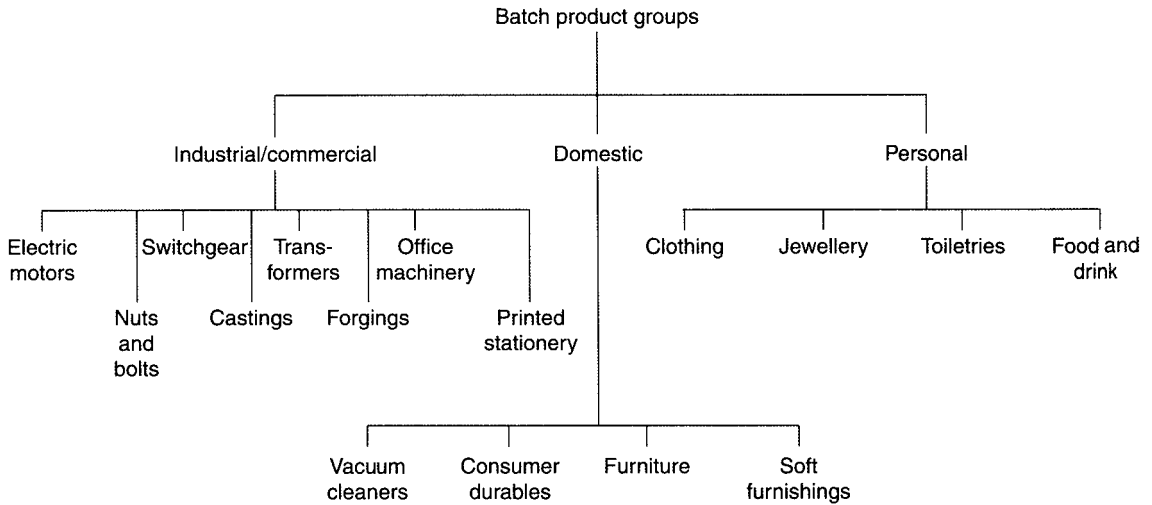 Batch product groups
Industrial/commercial
Domestic
Personal
Electric
motors
Nuts
and
bolts
Switchgear
Castings
Trans-
formers
Forgings
Office
machinery
Printed
stationery
Clothing
Jewellery
Toiletries
Food and
drink
Vacuum
cleaners
Consumer
durables
Furniture
Soft
furnishings